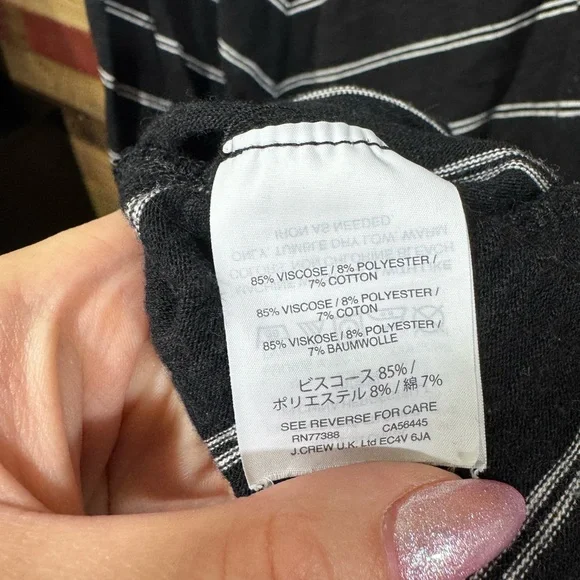 85% VISCOSE / 8% POLYESTER /
7% COTTON
85% VISCOSE / 8% POLYESTER /
7% COTON
85% VISKOSE / 8% POLYESTER /
7% BAUMWOLLE
ビスコース 85% /
ポリエステル 8% / 綿 7%
SEE REVERSE FOR CARE
RN77388 CA56445
J.CREW U.K. Ltd EC4V 6JA